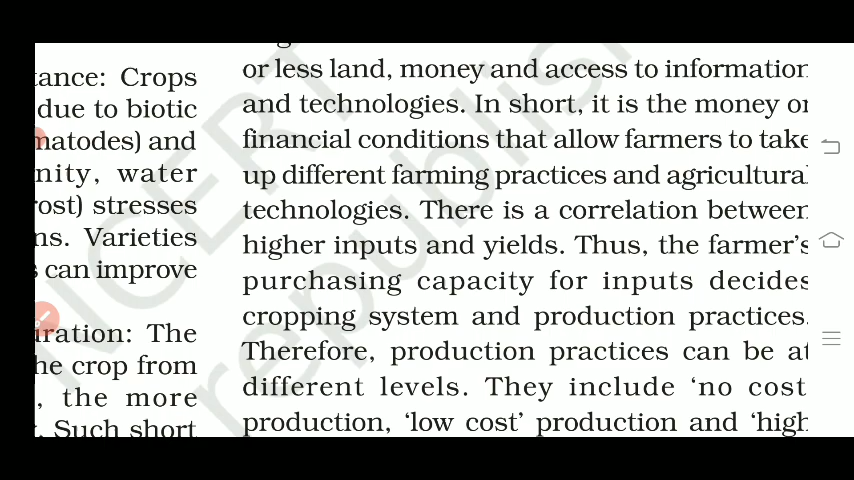 tance: Crops
due to biotic
matodes) and
nity, water
rost) stresses
ns. Varieties
s can improve
uration: The
he crop from
, the more
. Such short
or less land, money and access to information
and technologies. In short, it is the money or
financial conditions that allow farmers to take
up different farming practices and agricultural
technologies. There is a correlation between
higher inputs and yields. Thus, the farmer’s
purchasing capacity for inputs decides
cropping system and production practices.
Therefore, production practices can be at
different levels. They include ‘no cost
production, ‘low cost’ production and ‘high
NCERT
republish